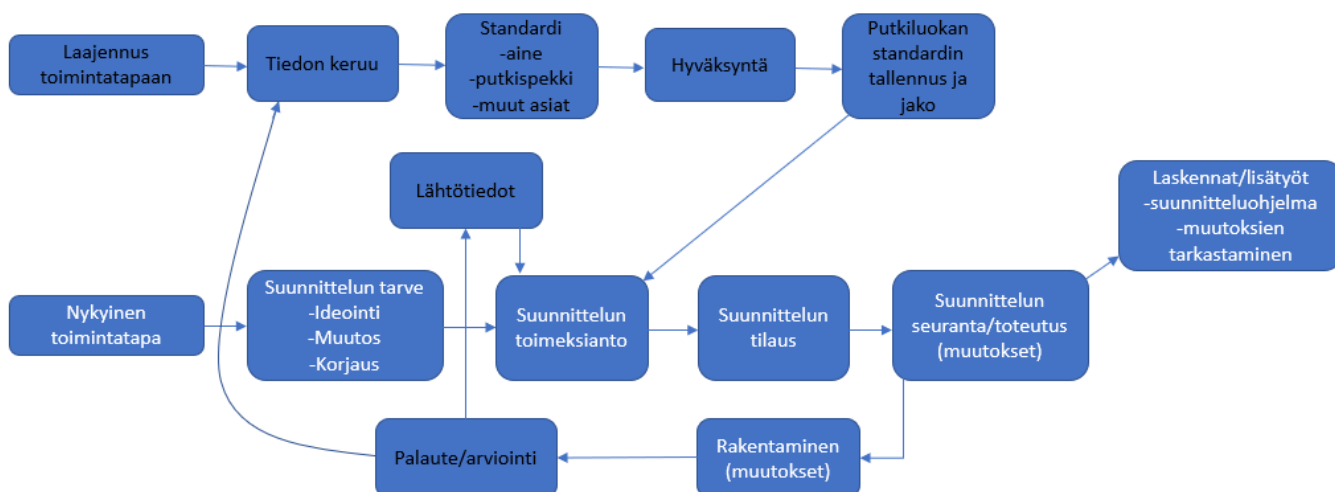 Laajennus
toimintatapaan
Tiedon keruu
Standardi
-aine
-putkispekki
-muut asiat
Hyväksyntä
Putkiluokan
standardin
tallennus ja
jako
Lähtötiedot
Laskennat/lisätyöt
-suunnitteluohjelma
-muutoksien
tarkastaminen
Nykyinen
toimintatapa
Suunnittelun tarve
-Ideointi
-Muutos
-Korjaus
Suunnittelun
toimeksianto
Suunnittelun
tilaus
Suunnittelun
seuranta/toteutus
(muutokset)
Palaute/arviointi
Rakentaminen
(muutokset)